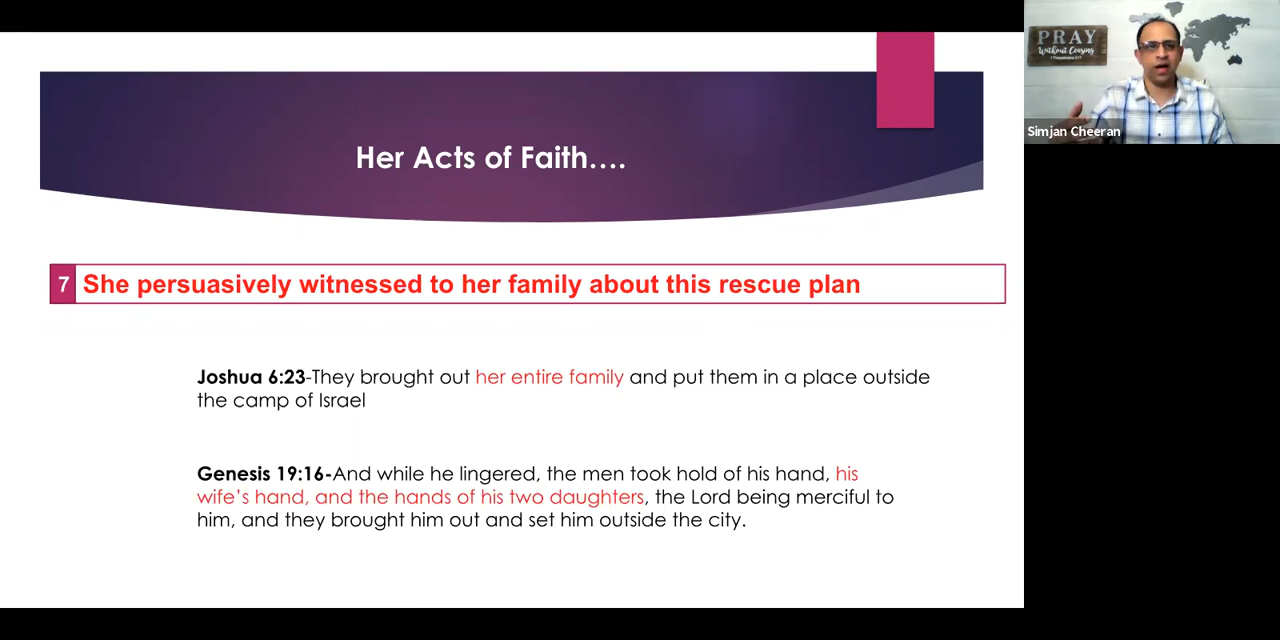 Her Acts of Faith….
7 She persuasively witnessed to her family about this rescue plan
Joshua 6:23-They brought out her entire family and put them in a place outside
the camp of Israel
Genesis 19:16-And while he lingered, the men took hold of his hand, his
wife’s hand, and the hands of his two daughters, the Lord being merciful to
him, and they brought him out and set him outside the city.
PRAY
Without Ceasing
1 Thessalonians 5:17
Simjan Cheeran